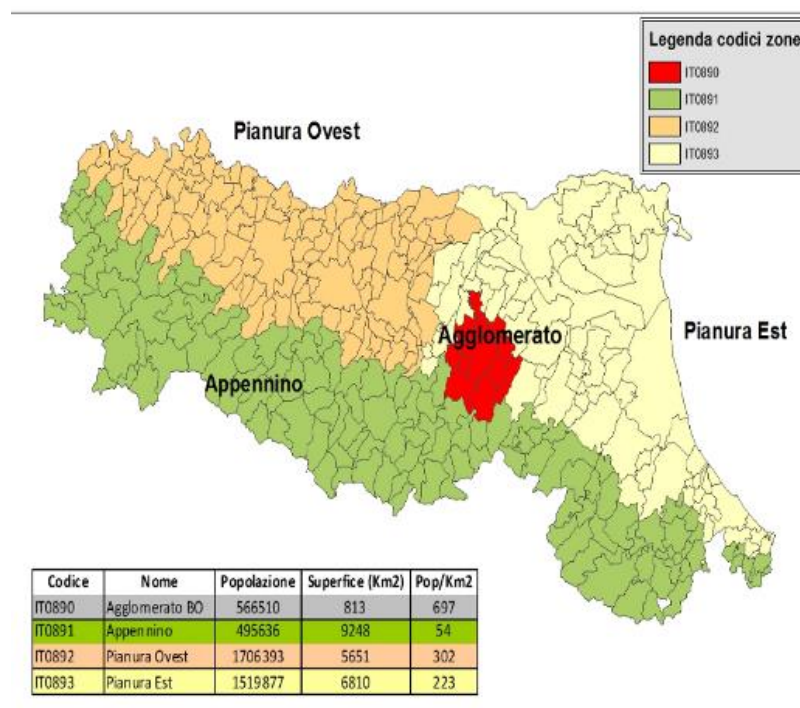 Legenda codici zone
IT0890
IT0891
IT0892
IT0893
Pianura Ovest
Agglomerato
Pianura Est
Appennino
Codice Nome Popolazione Superfice (Km2) Pop/Km2
IT0890 Agglomerato BO 566510 813 697
IT0891 Appennino 495636 9248 54
IT0892 Pianura Ovest 1706393 5651 302
IT0893 Pianura Est 1519877 6810 223